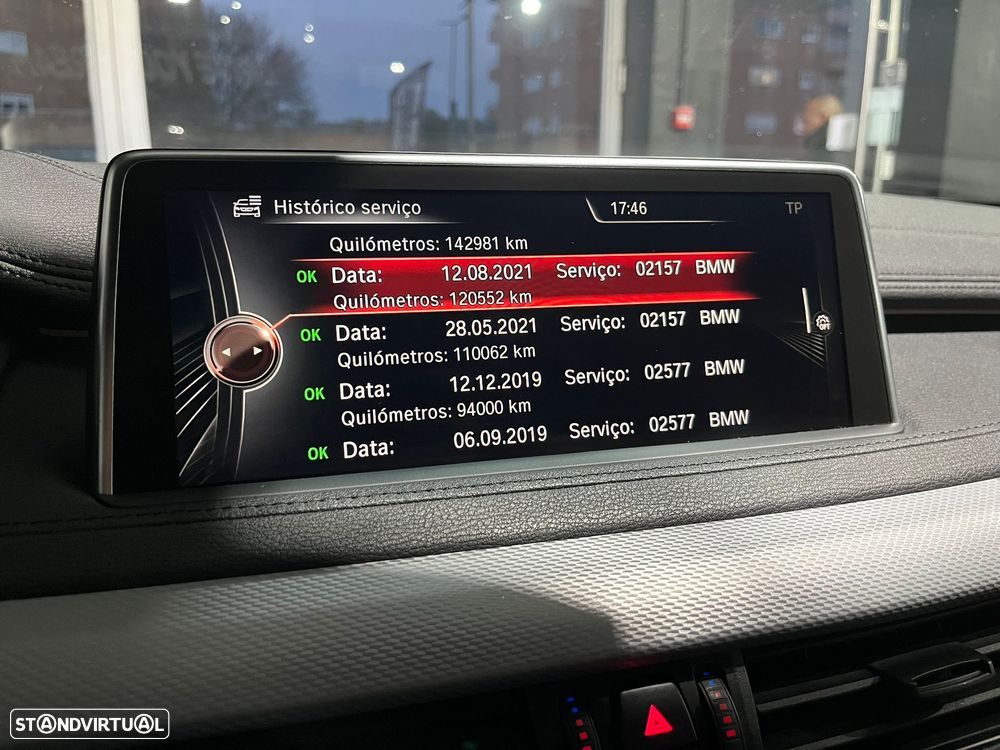 Histórico serviço 17:46 TP
Quilómetros: 142981 km
OK Data: 12.08.2021 Serviço: 02157 BMW
Quilómetros: 120552 km
OK Data: 28.05.2021 Serviço: 02157 BMW
Quilómetros: 110062 km
OK Data: 12.12.2019 Serviço: 02577 BMW
Quilómetros: 94000 km
OK Data: 06.09.2019 Serviço: 02577 BMW
OPT
STANDVIRTUAL